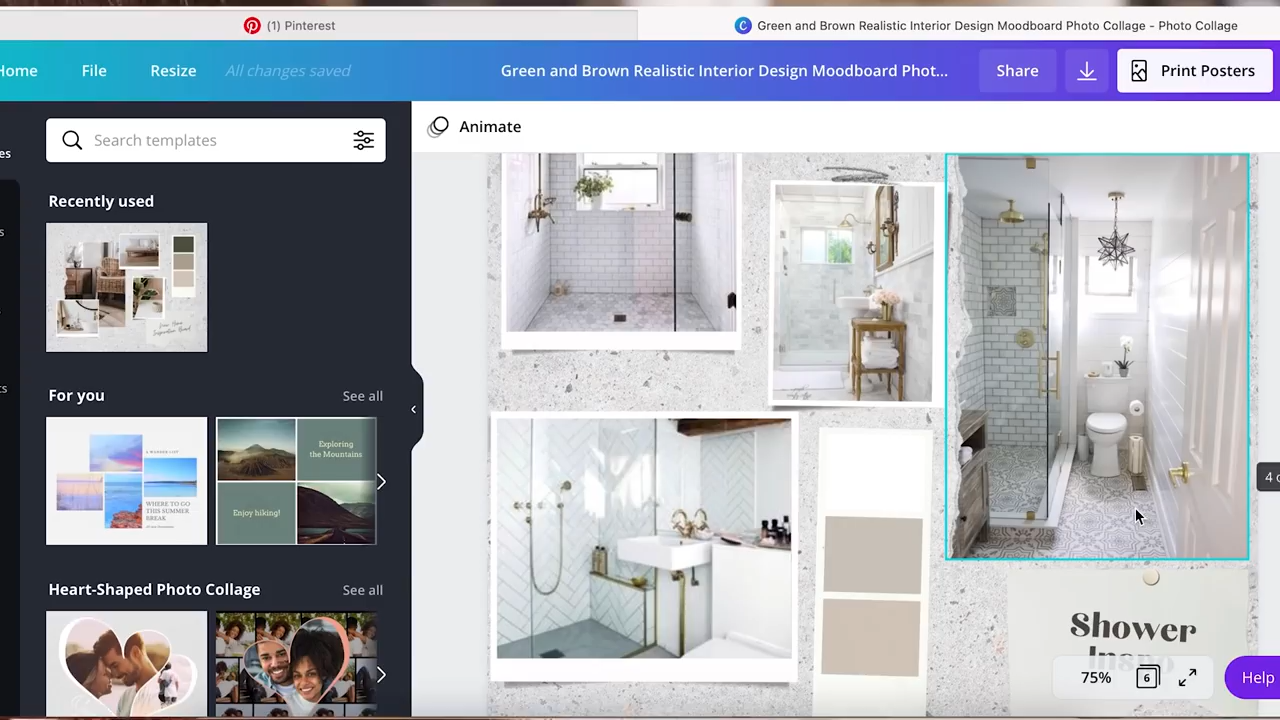 (1) Pinterest
Green and Brown Realistic Interior Design Moodboard Photo Collage - Photo Collage
Home
File
Resize
All changes saved
Green and Brown Realistic Interior Design Moodboard Phot...
Share
Print Posters
Search templates
Animate
Recently used
For you
See all
Exploring
the Mountains
WHERE TO GO
THIS SUMMER
BREAK
Enjoy hiking!
Heart-Shaped Photo Collage
See all
Shower
Inspo
75%
6
Help